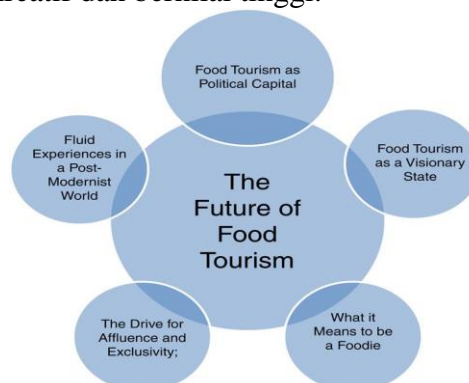 Food Tourism as
Political Capital
Fluid
Experiences in
a Post-
Modernist
World
Food Tourism
as a Visionary
State
The
Future of
Food
Tourism
The Drive for
Affluence and
Exclusivity;
What it
Means to be
a Foodie